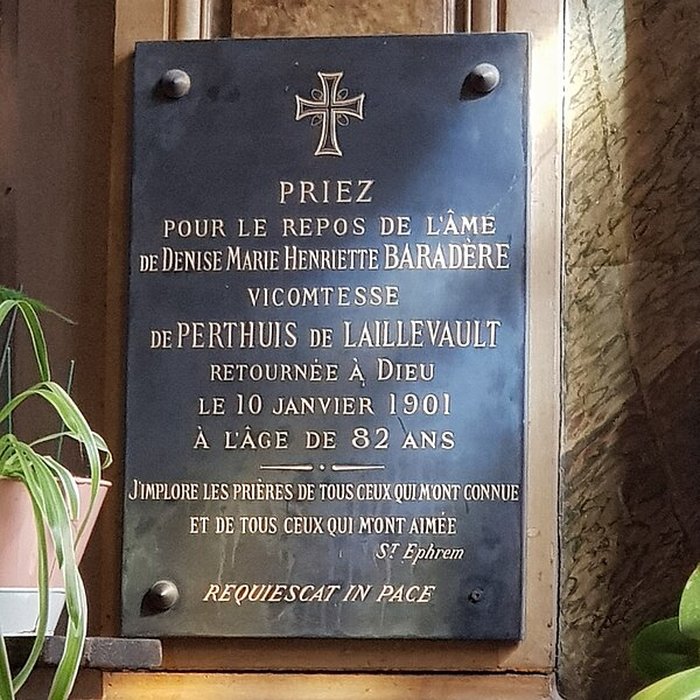 PRIEZ
POUR LE REPOS DE L'ÂME
DE DENISE MARIE HENRIETTE BARADÈRE
VICOMTESSE
DE PERTHUIS DE LAILLEVAULT
RETOURNÉE À DIEU
LE 10 JANVIER 1901
À L'ÂGE DE 82 ANS
J'IMPLORE LES PRIÈRES DE TOUS CEUX QUI M'ONT CONNUE
ET DE TOUS CEUX QUI M'ONT AIMÉE
ST Ephrem
REQUIESCAT IN PACE